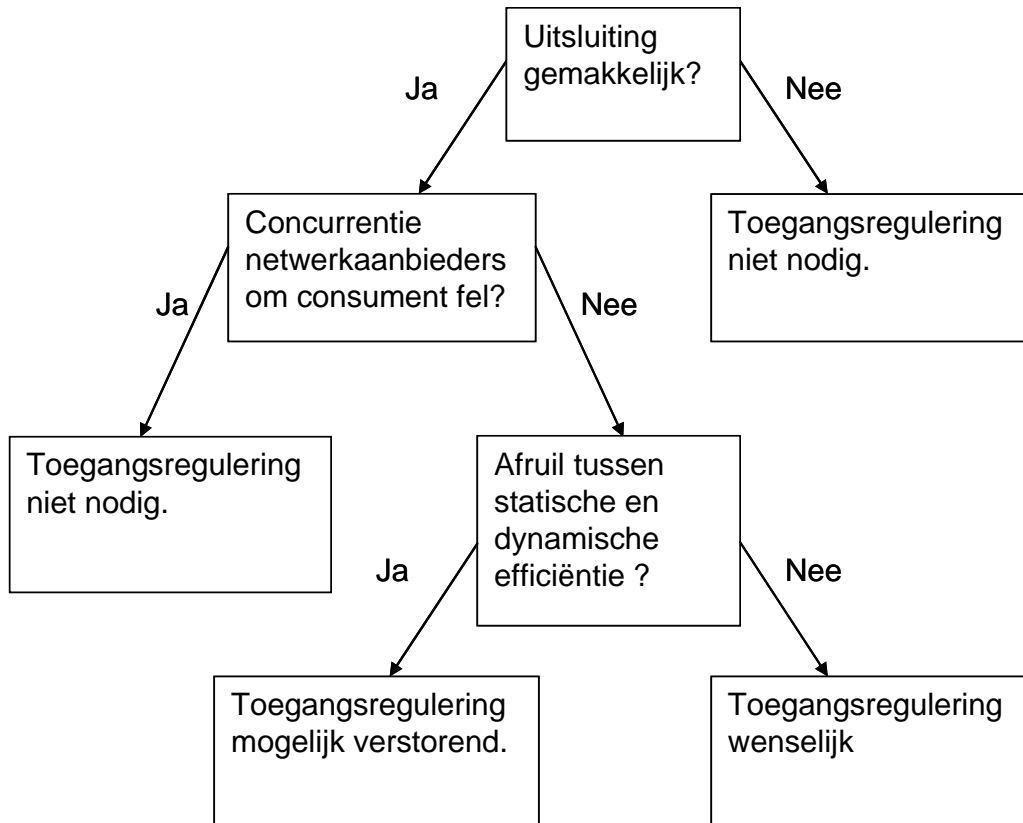 Uitsluiting
gemakkelijk?
Ja
Nee
Concurrentie
netwerkaanbieders
om consument fel?
Toegangsregulering
niet nodig.
Ja
Nee
Toegangsregulering
niet nodig.
Afruil tussen
statische en
dynamische
efficiëntie ?
Ja
Nee
Toegangsregulering
mogelijk verstorend.
Toegangsregulering
wenselijk